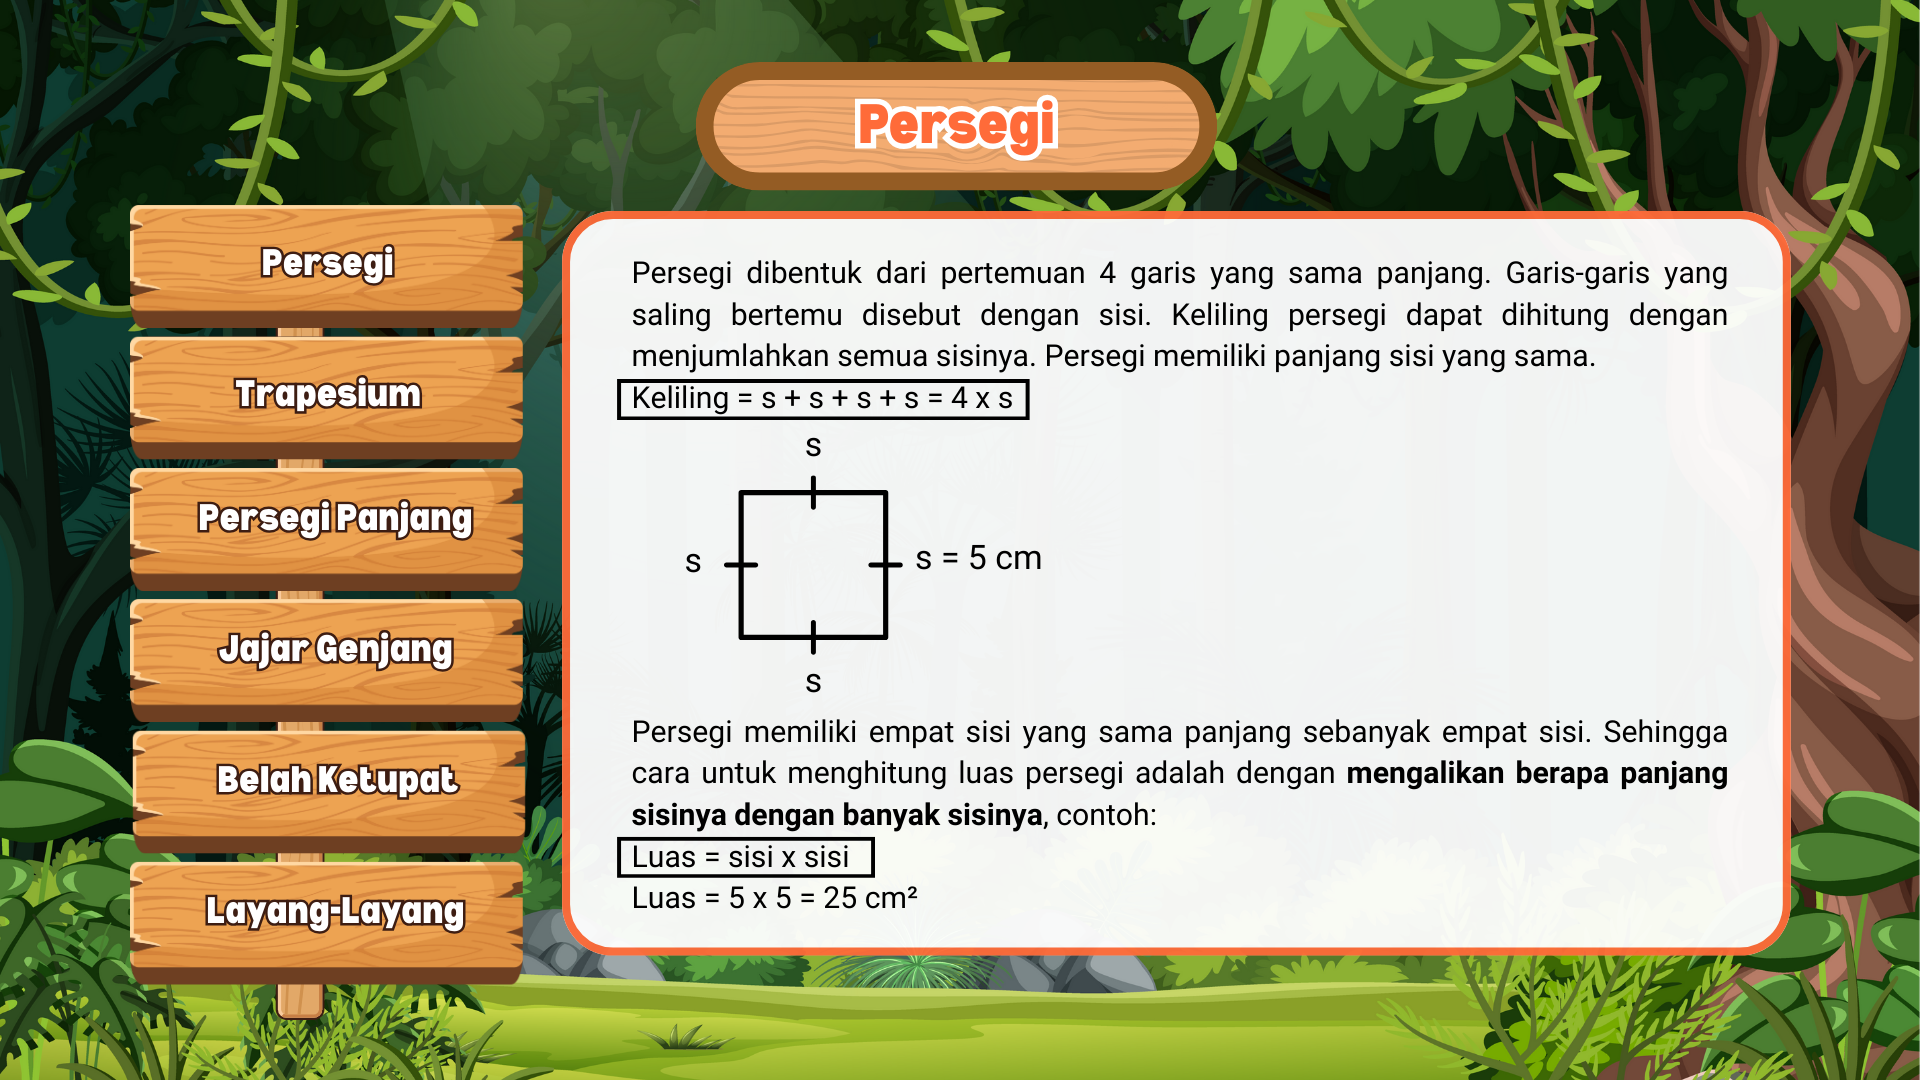 Persegi
Persegi
Trapesium
Persegi Panjang
Jajar Genjang
Belah Ketupat
Layang-Layang
Persegi dibentuk dari pertemuan 4 garis yang sama panjang. Garis-garis yang
saling bertemu disebut dengan sisi. Keliling persegi dapat dihitung dengan
menjumlahkan semua sisinya. Persegi memiliki panjang sisi yang sama.
Keliling = s + s + s + s = 4 x s
s
s
s = 5 cm
s
Persegi memiliki empat sisi yang sama panjang sebanyak empat sisi. Sehingga
cara untuk menghitung luas persegi adalah dengan mengalikan berapa panjang
sisinya dengan banyak sisinya, contoh:
Luas = sisi x sisi
Luas = 5 x 5 = 25 cm²